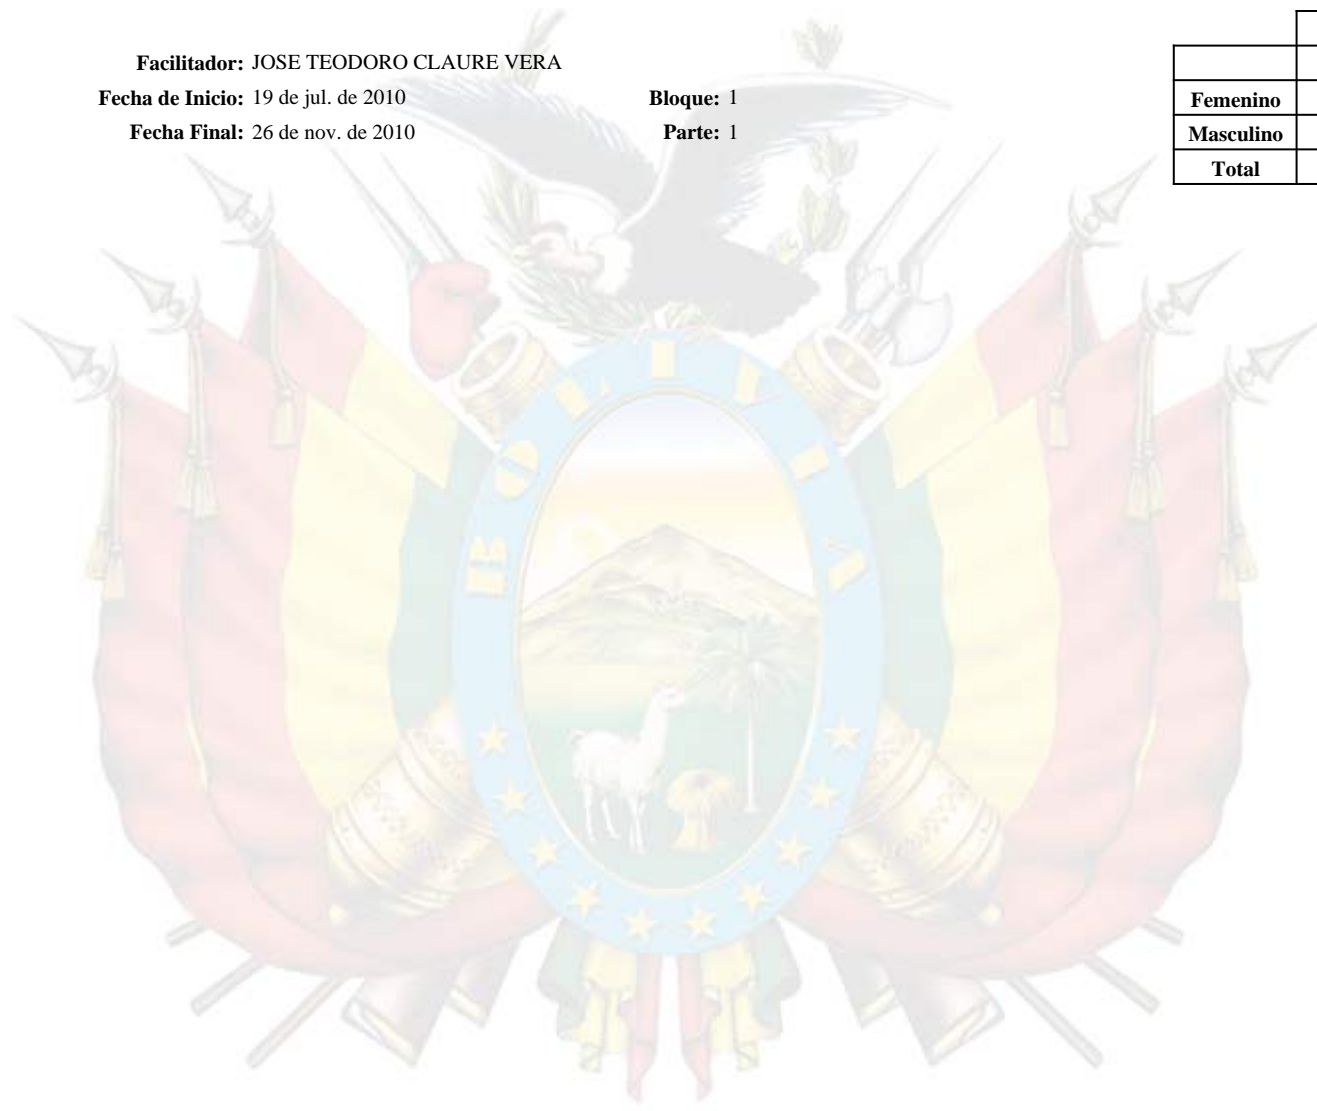 Facilitador: JOSE TEODORO CLAURE VERA
Fecha de Inicio: 19 de jul. de 2010 Bloque: 1
Fecha Final: 26 de nov. de 2010 Parte: 1
Femenino
Masculino
Total
BOLIVIA